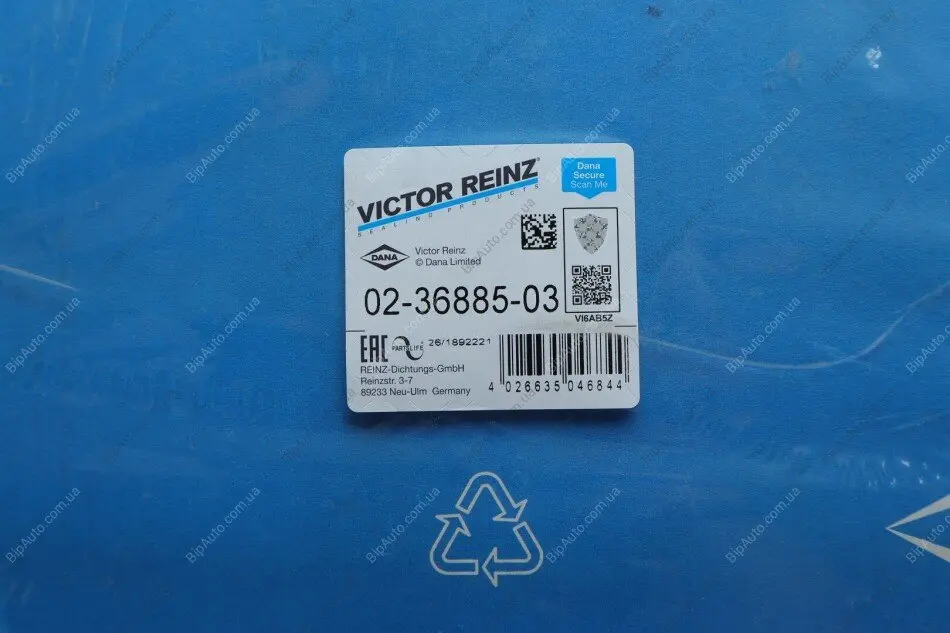 VICTOR REINZ®
SEALING PRODUCTS
Dana
Secure
Scan Me
DANA
Victor Reinz
© Dana Limited
02-36885-03
VI6AB5Z
EAC PARTSLIFE 26/1892221
REINZ-Dichtungs-GmbH
Reinzstr. 3-7
89233 Neu-Ulm Germany
4 026635 046844
BipAuto.com.ua